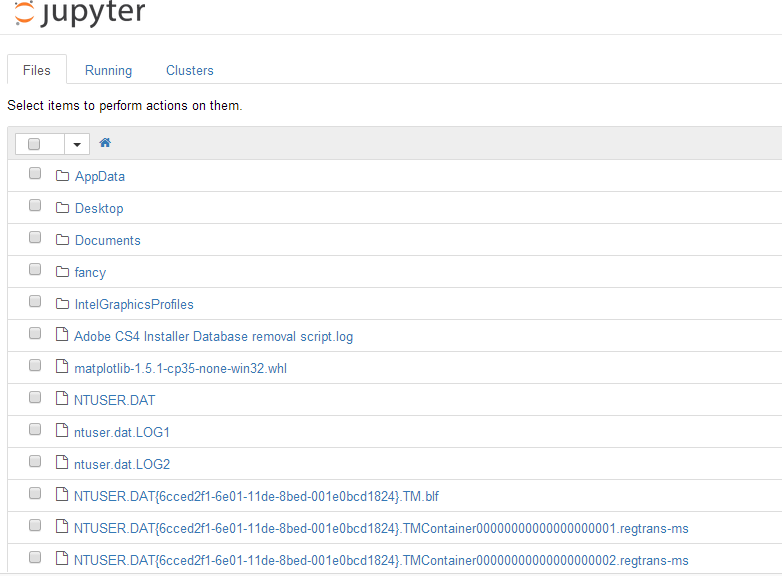 jupyter
Files Running Clusters
Select items to perform actions on them.
AppData
Desktop
Documents
fancy
IntelGraphicsProfiles
Adobe CS4 Installer Database removal script.log
matplotlib-1.5.1-cp35-none-win32.whl
NTUSER.DAT
ntuser.dat.LOG1
ntuser.dat.LOG2
NTUSER.DAT{6cced2f1-6e01-11de-8bed-001e0bcd1824}.TM.blf
NTUSER.DAT{6cced2f1-6e01-11de-8bed-001e0bcd1824}.TMContainer00000000000000000001.regtrans-ms
NTUSER.DAT{6cced2f1-6e01-11de-8bed-001e0bcd1824}.TMContainer00000000000000000002.regtrans-ms